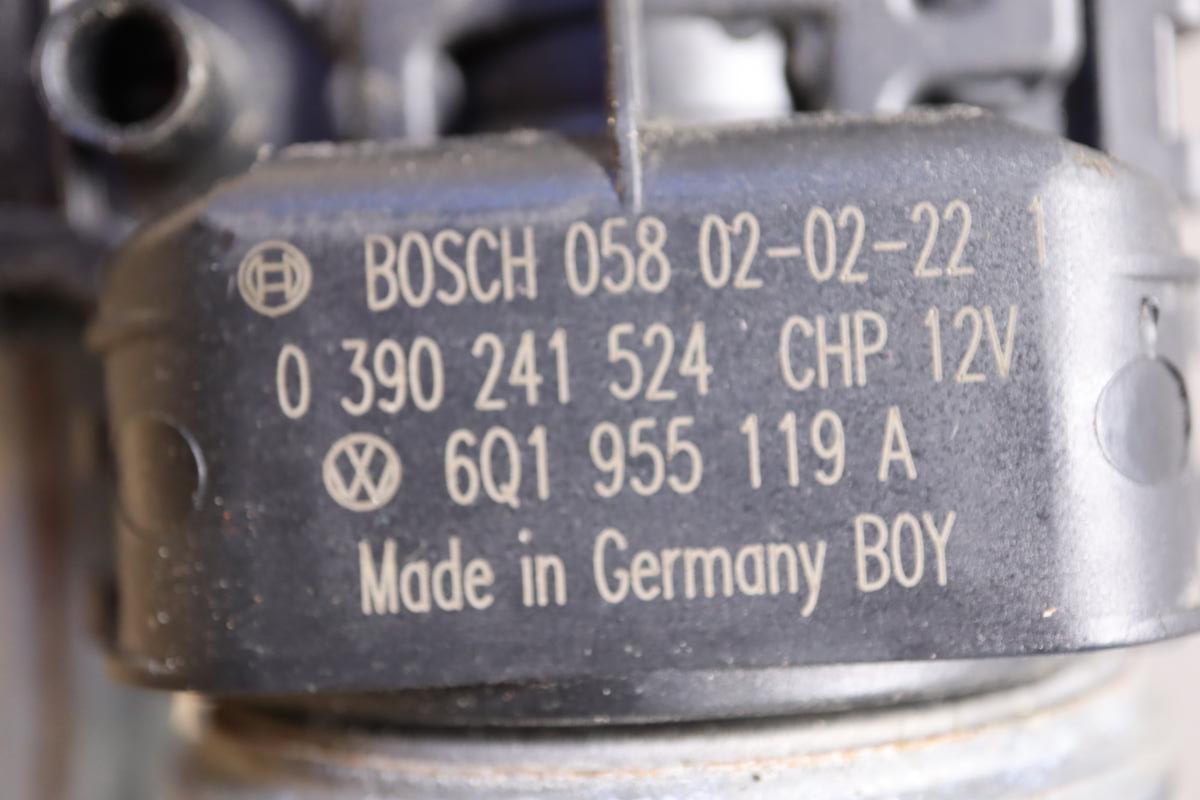 BOSCH 058 02-02-22 1
0 390 241 524 CHP 12V
6Q1 955 119 A
Made in Germany BOY